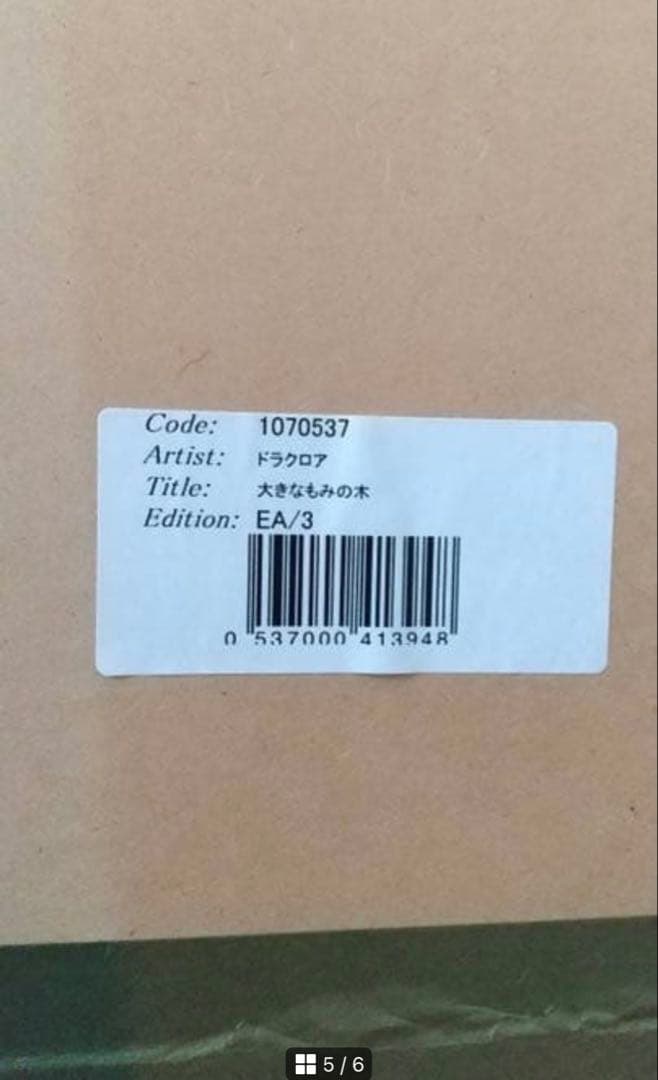 Code: 1070537
Artist: ドラクロア
Title: 大きなもみの木
Edition: EA/3
0 537000 413948
5 / 6